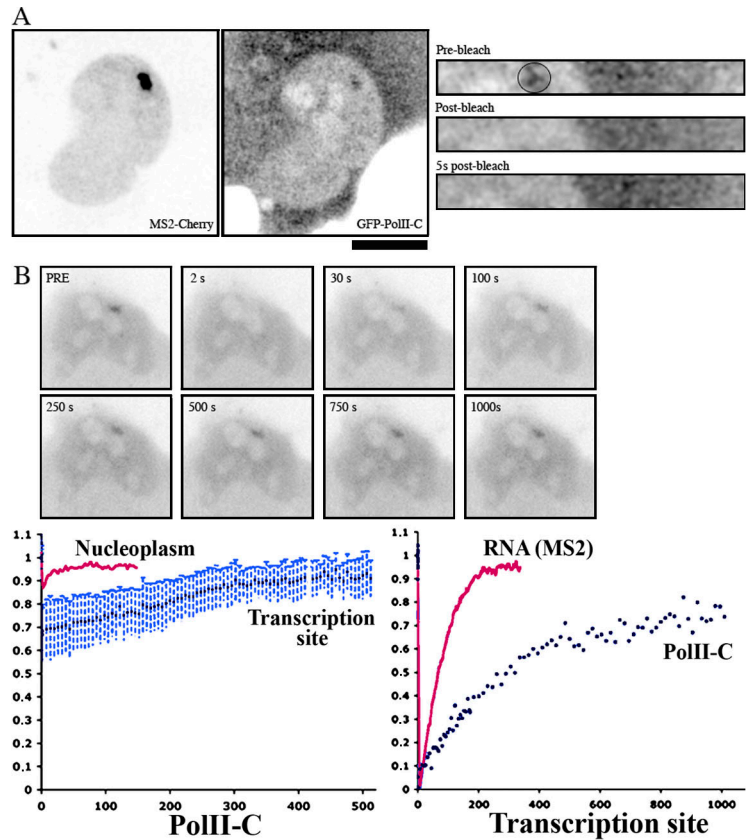 A
MS2-Cherry
GFP-PolII-C
Pre-bleach
Post-bleach
5s post-bleach
B
PRE
2 s
30 s
100 s
250 s
500 s
750 s
1000s
1.1
1
0.9
0.8
0.7
0.6
0.5
0.4
0.3
0.2
0.1
0
Nucleoplasm
Transcription
site
0 100 200 300 400 500
PolII-C
1.1
1
0.9
0.8
0.7
0.6
0.5
0.4
0.3
0.2
0.1
0
RNA (MS2)
PolII-C
0 200 400 600 800 1000
Transcription site